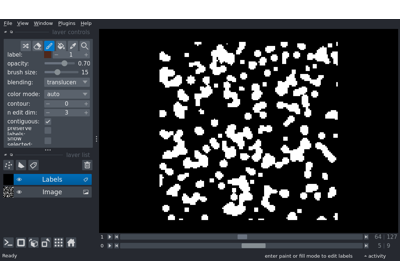 File View Window Plugins Help
layer controls
label: 1
opacity: 0.70
brush size: 15
blending: translucen
color mode: auto
contour: 0
n edit dim: 3
contiguous:
preserve labels:
show selected:
layer list
Labels
Image
1 64 127
0 5 9
Ready enter paint or fill mode to edit labels activity